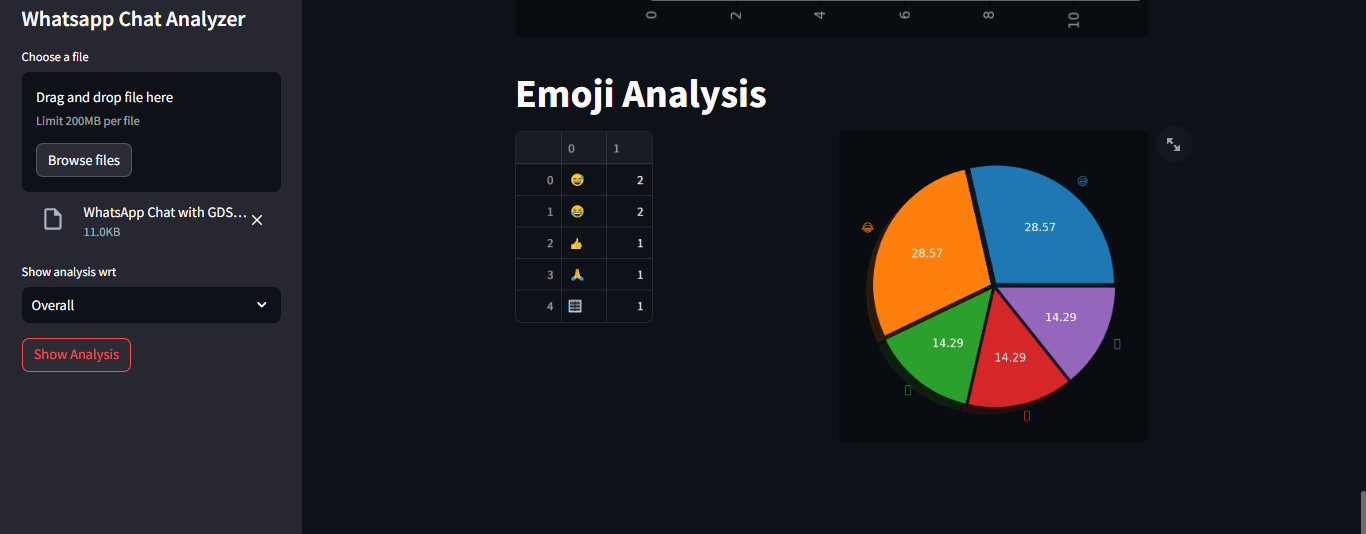 Whatsapp Chat Analyzer
Choose a file
Drag and drop file here
Limit 200MB per file
Browse files
WhatsApp Chat with GDS...
11.0KB
Show analysis wrt
Overall
Show Analysis
0 2 4 6 8 10
Emoji Analysis
0 1
0 😅 2
1 😂 2
2 👍 1
3 🙏 1
4 1
28.57
28.57
14.29
14.29
14.29